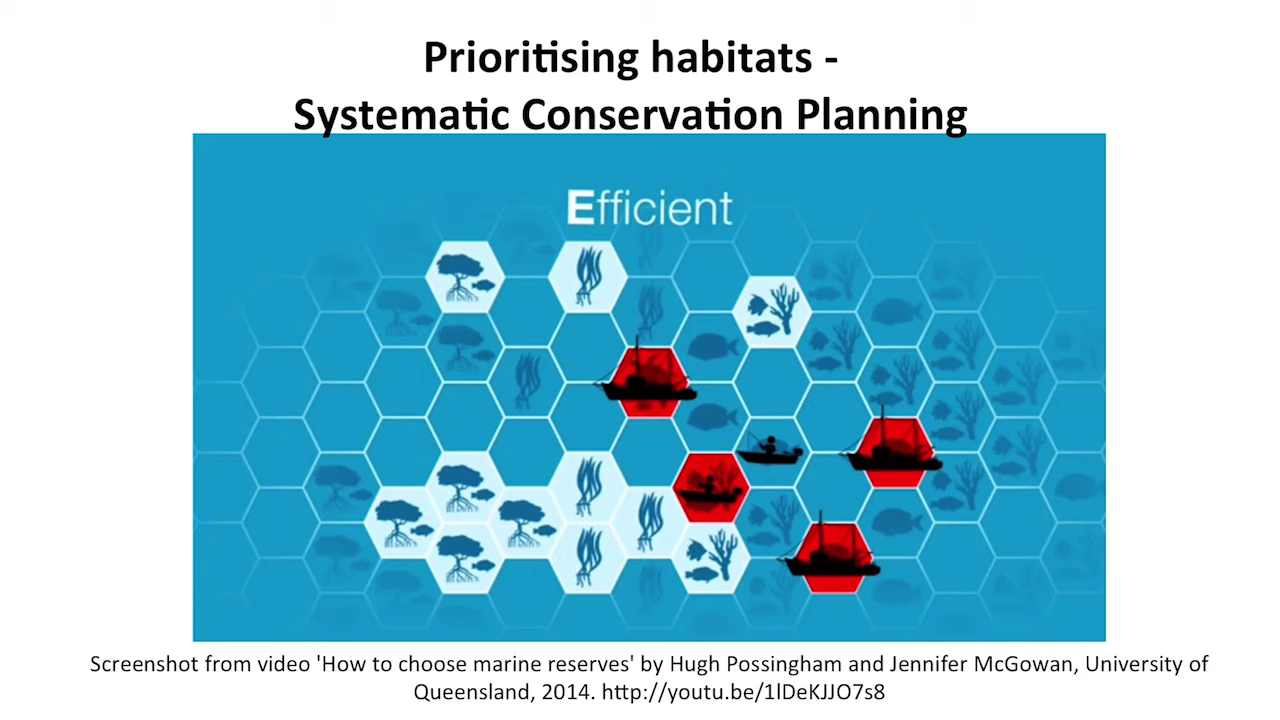 Prioritising habitats -
Systematic Conservation Planning
Efficient
Screenshot from video 'How to choose marine reserves' by Hugh Possingham and Jennifer McGowan, University of
Queensland, 2014. http://youtu.be/1lDeKJJO7s8